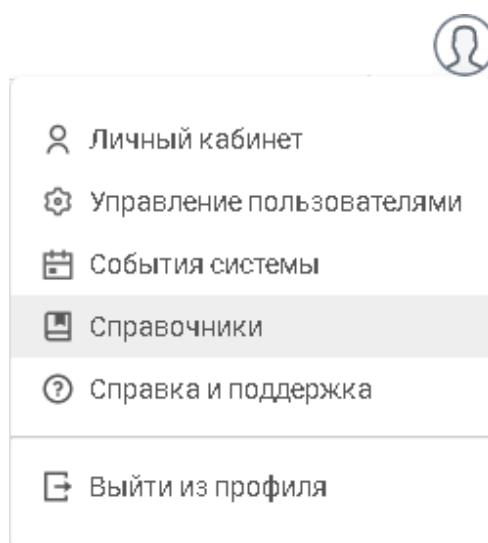 Личный кабинет
Управление пользователями
События системы
Справочники
Справка и поддержка
Выйти из профиля